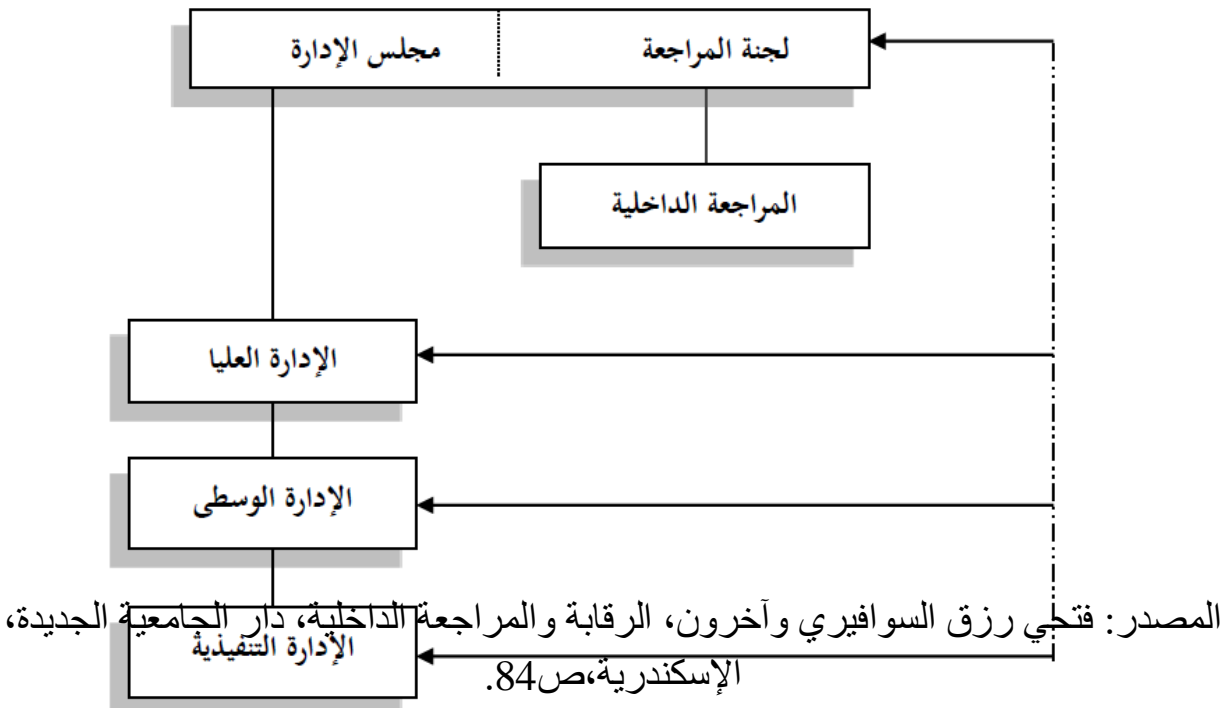 لجنة المراجعة
مجلس الإدارة
المراجعة الداخلية
الإدارة العليا
الإدارة الوسطى
المصدر: فتحي رزق السوافيري وآخرون، الرقابة والمراجعة الداخلية، دار الجامعية الجديدة،
الإدارة التنفيذية
الإسكندرية،ص84.